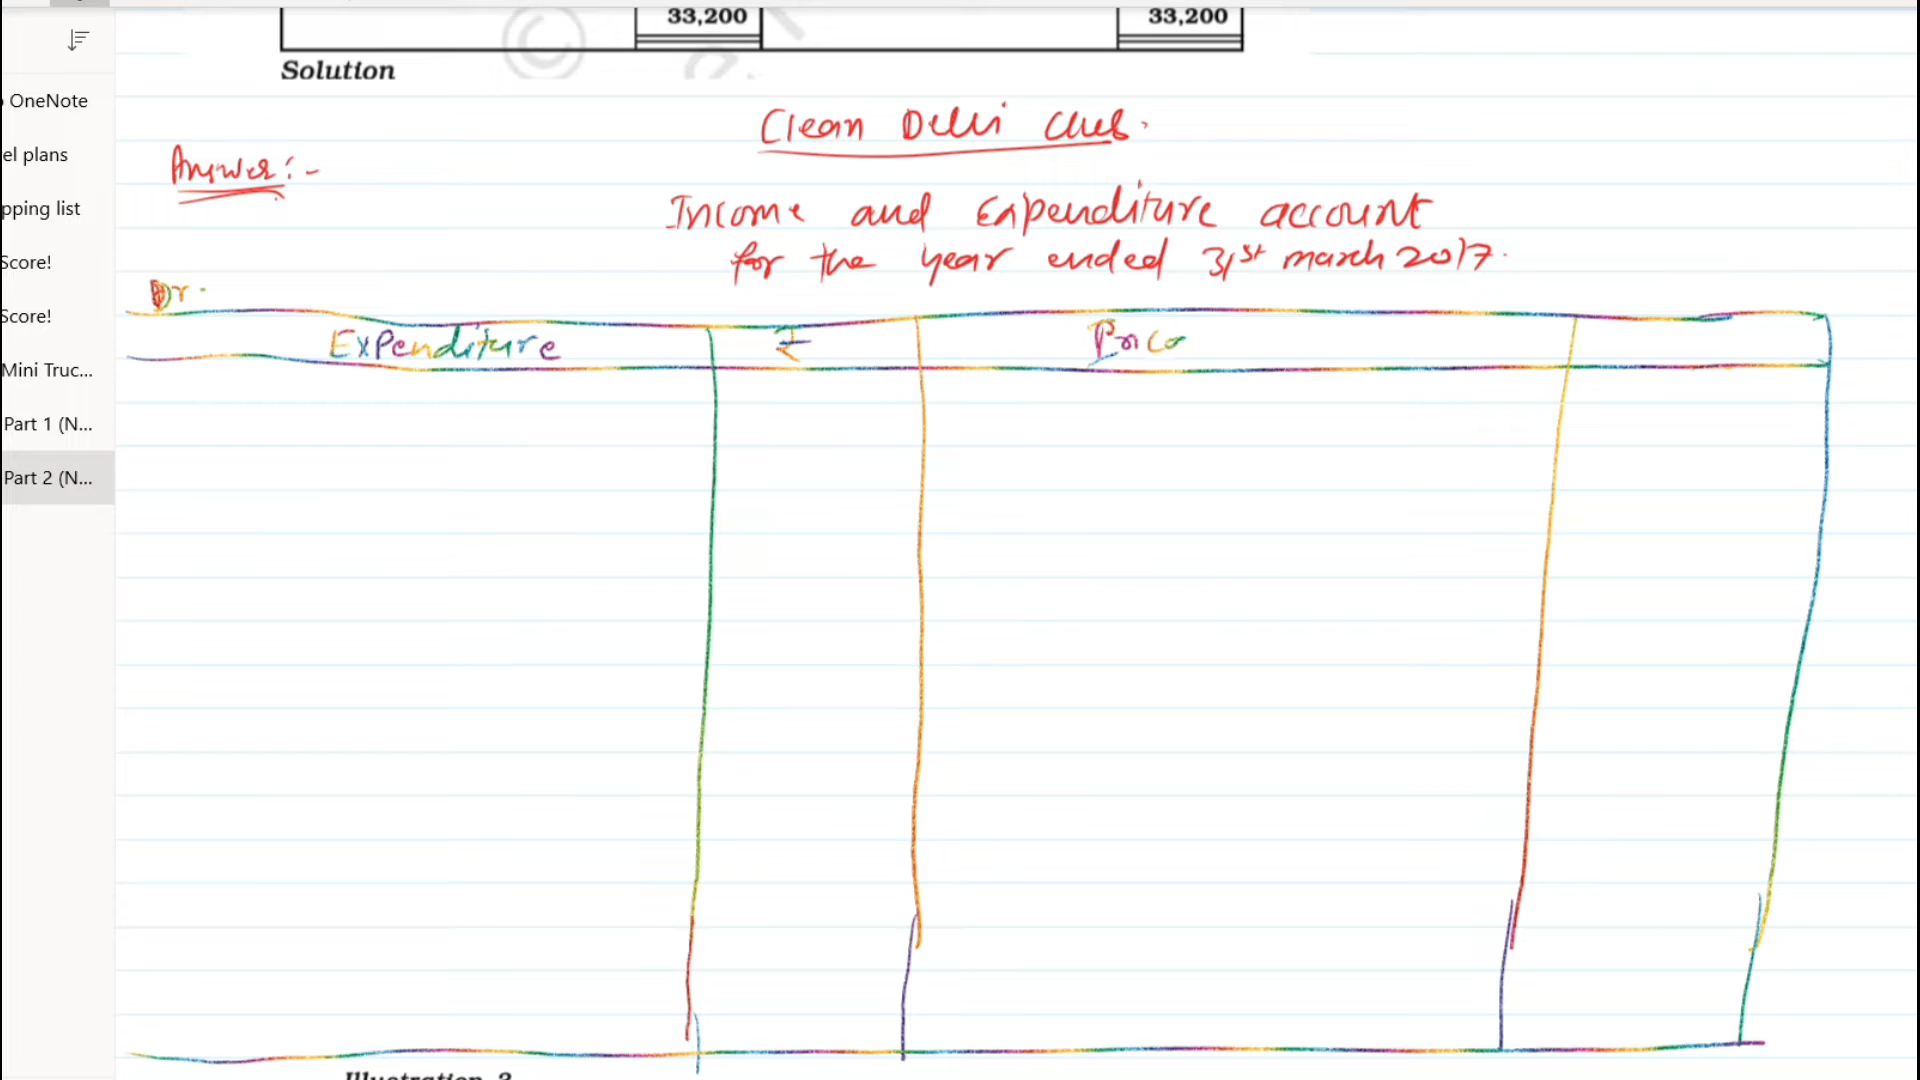 33,200 33,200
Solution
OneNote
el plans
pping list
Score!
Score!
Mini Truc...
Part 1 (N...
Part 2 (N...
Clean Delhi Club.
Answer:-
Income and Expenditure account
for the year ended 31st march 2017.
Dr.
Expenditure ₹